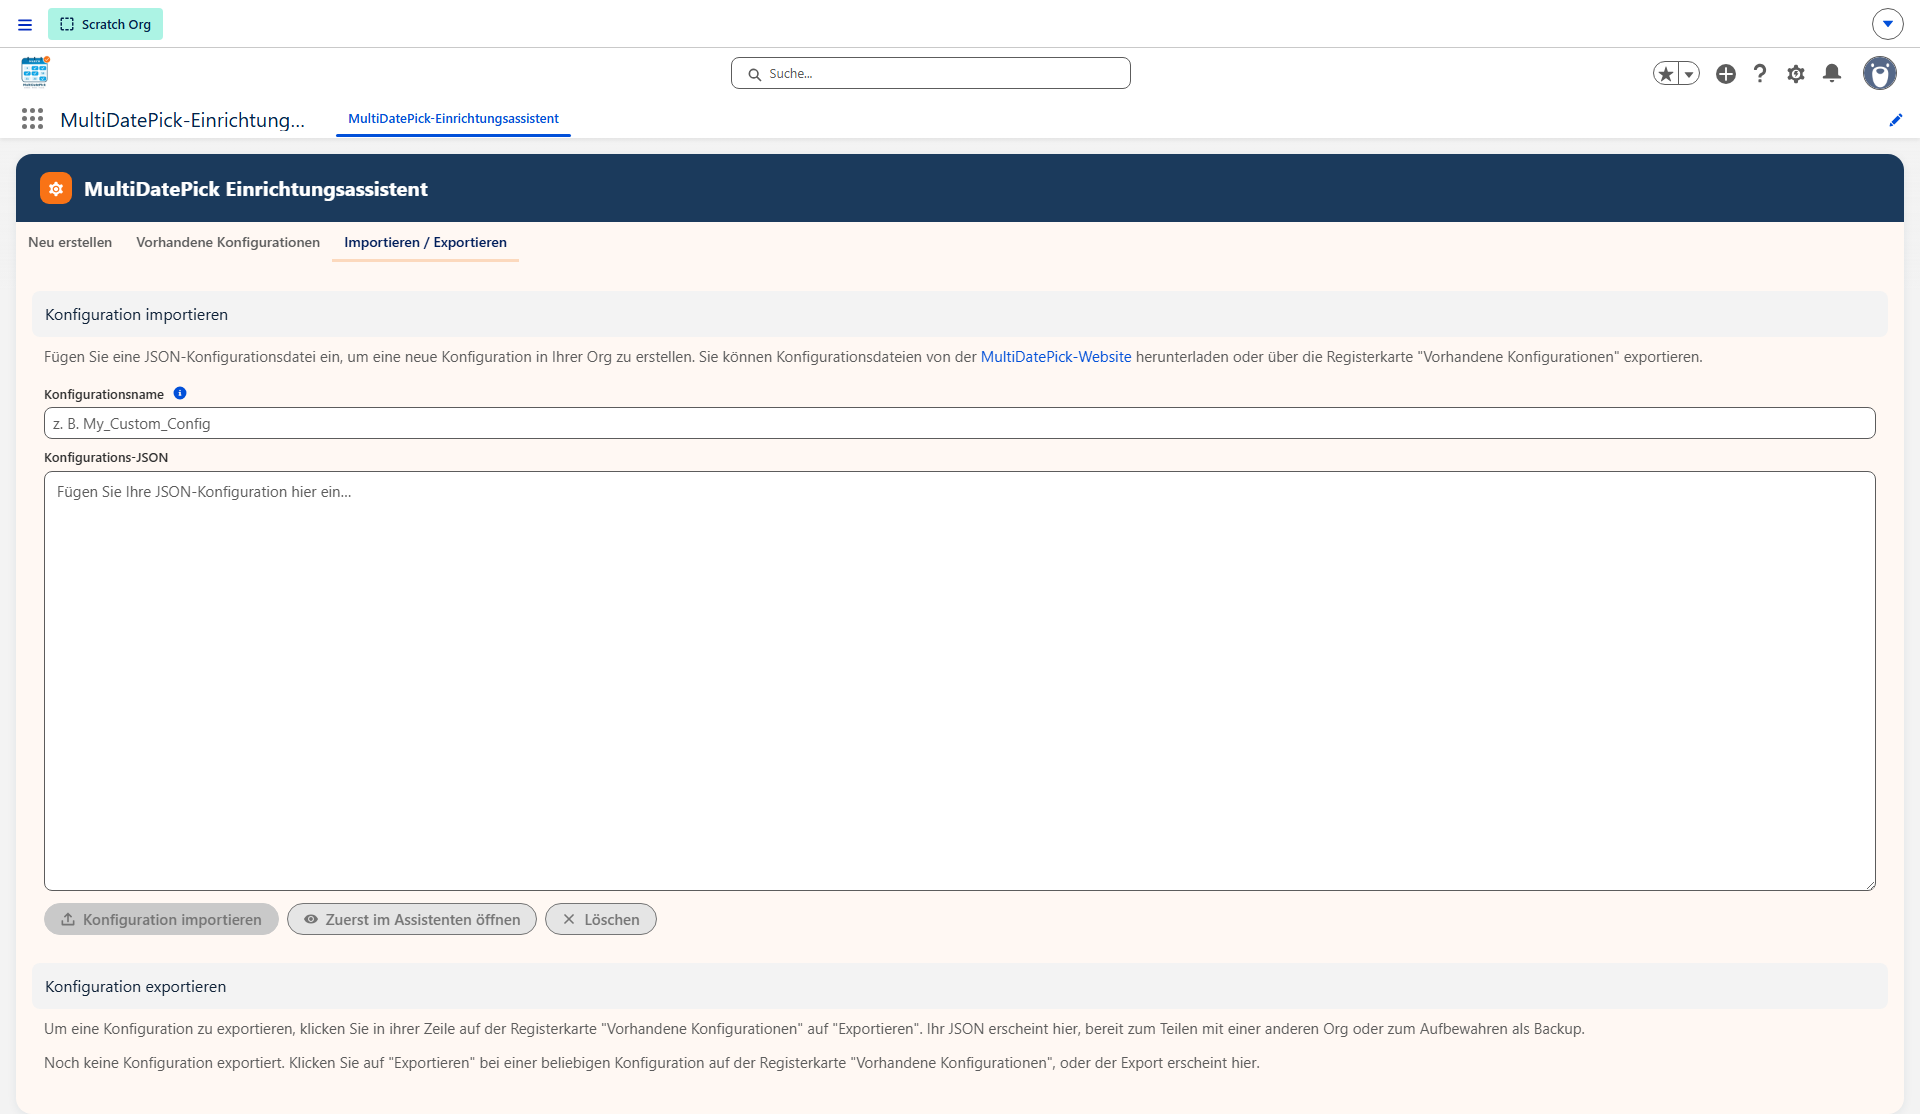 Scratch Org
Suche...
MultiDatePick-Einrichtung...
MultiDatePick-Einrichtungsassistent
MultiDatePick Einrichtungsassistent
Neu erstellen
Vorhandene Konfigurationen
Importieren / Exportieren
Konfiguration importieren
Fügen Sie eine JSON-Konfigurationsdatei ein, um eine neue Konfiguration in Ihrer Org zu erstellen. Sie können Konfigurationsdateien von der MultiDatePick-Website herunterladen oder über die Registerkarte "Vorhandene Konfigurationen" exportieren.
Konfigurationsname
z. B. My_Custom_Config
Konfigurations-JSON
Fügen Sie Ihre JSON-Konfiguration hier ein...
Konfiguration importieren
Zuerst im Assistenten öffnen
Löschen
Konfiguration exportieren
Um eine Konfiguration zu exportieren, klicken Sie in ihrer Zeile auf der Registerkarte "Vorhandene Konfigurationen" auf "Exportieren". Ihr JSON erscheint hier, bereit zum Teilen mit einer anderen Org oder zum Aufbewahren als Backup.
Noch keine Konfiguration exportiert. Klicken Sie auf "Exportieren" bei einer beliebigen Konfiguration auf der Registerkarte "Vorhandene Konfigurationen", oder der Export erscheint hier.